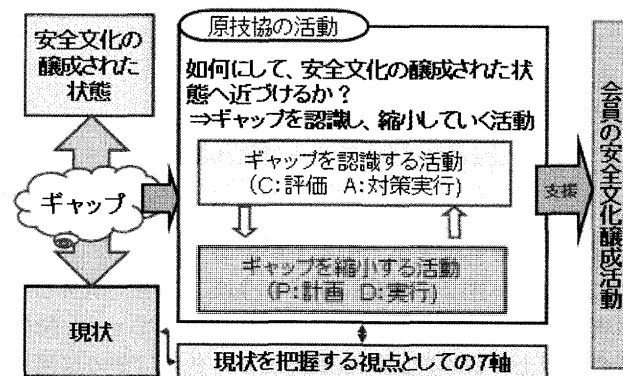 安全文化の
醸成された
状態
ギャップ
現状
原技協の活動
如何にして、安全文化の醸成された状
態へ近づけるか?
⇒ギャップを認識し、縮小していく活動
ギャップを認識する活動
(C:評価 A:対策実行)
ギャップを縮小する活動
(P:計画 D:実行)
現状を把握する視点としての7軸
支援
会員の安全文化醸成活動